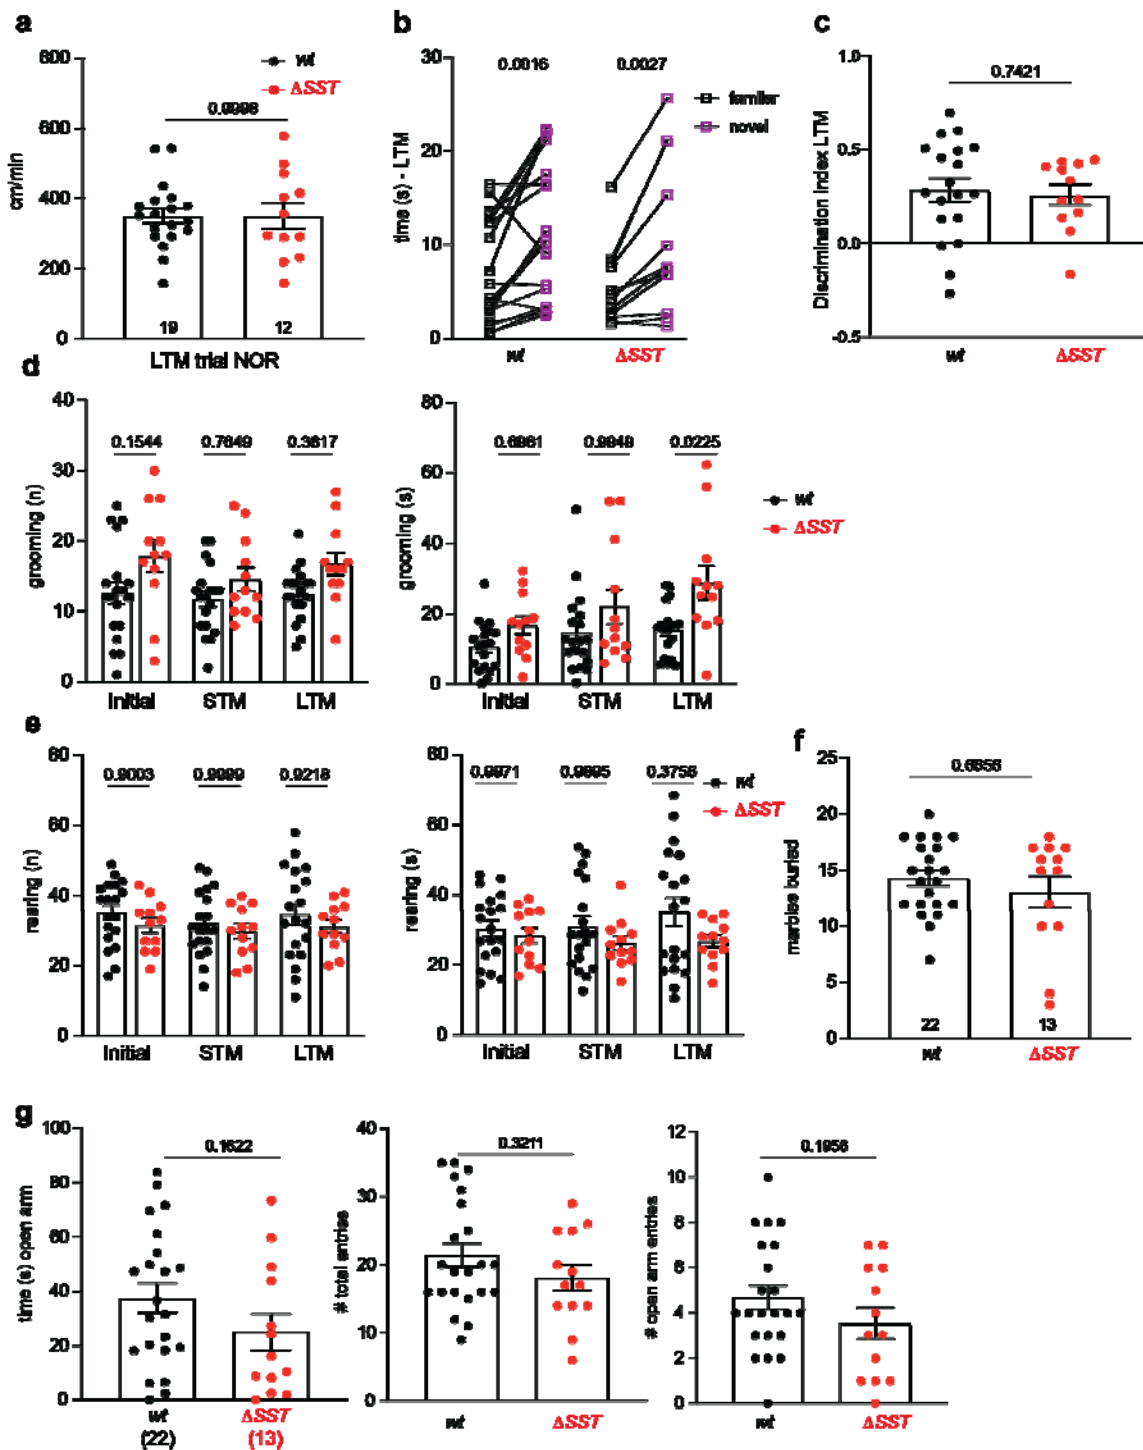 a
800
600
400
200
0
cm/min
wt
ΔSST
0.9998
19
12
LTM trial NOR
b
30
20
10
0
time (s) - LTM
0.0016
0.0027
familiar
novel
wt
ΔSST
c
1.0
0.5
0.0
-0.5
Discrimination index LTM
0.7421
wt
ΔSST
d
40
30
20
10
0
grooming (n)
0.1544
0.7649
0.3617
Initial
STM
LTM
80
60
40
20
0
grooming (s)
0.6961
0.9949
0.0225
wt
ΔSST
Initial
STM
LTM
e
80
60
40
20
0
rearing (n)
0.9003
0.9999
0.9218
Initial
STM
LTM
80
60
40
20
0
rearing (s)
0.9971
0.9695
0.3756
wt
ΔSST
Initial
STM
LTM
f
25
20
15
10
5
0
marbles buried
22
13
wt
ΔSST
g
100
80
60
40
20
0
time (s) open arm
0.1622
wt
(22)
ΔSST
(13)
40
30
20
10
0
# total entries
0.3211
wt
ΔSST
12
10
8
6
4
2
0
# open arm entries
0.1956
wt
ΔSST